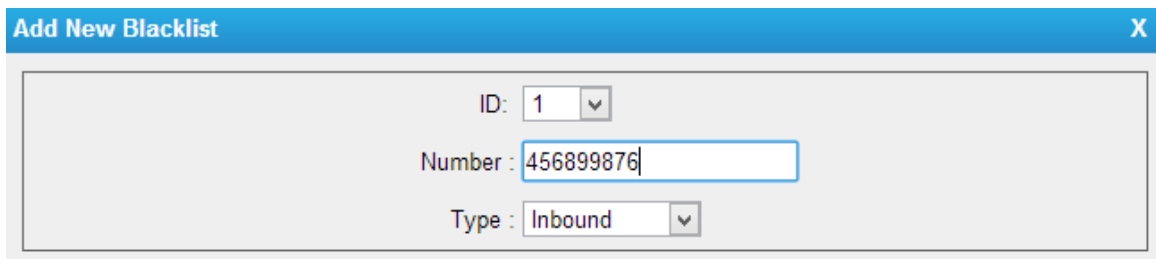 Add New Blacklist X
ID: 1
Number : 456899876
Type : Inbound